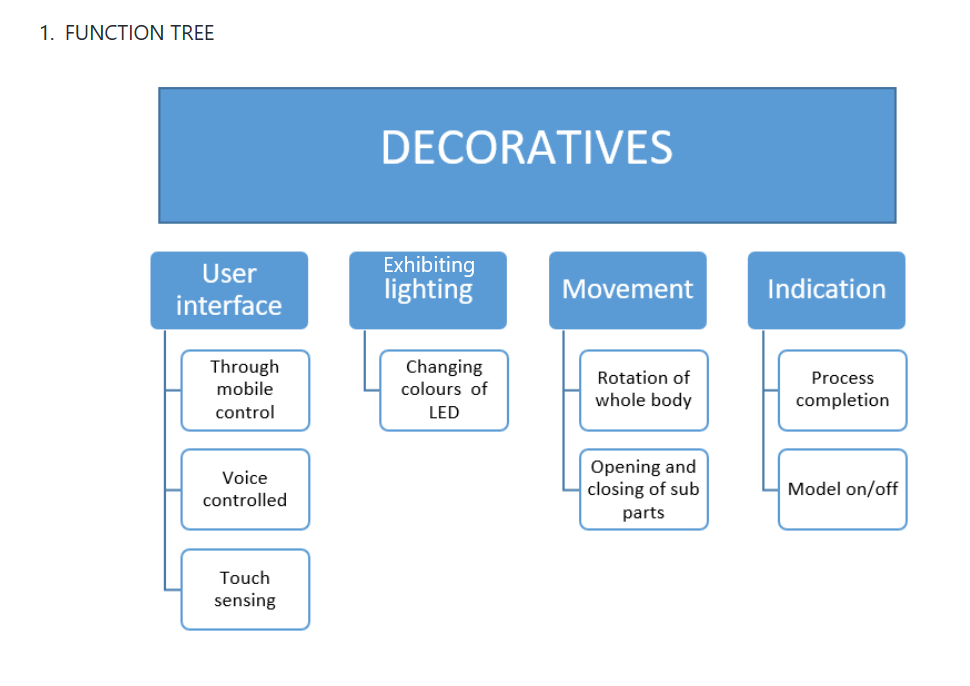 1. FUNCTION TREE
DECORATIVES
User
interface
Through
mobile
control
Voice
controlled
Touch
sensing
Exhibiting
lighting
Changing
colours of
LED
Movement
Rotation of
whole body
Opening and
closing of sub
parts
Indication
Process
completion
Model on/off